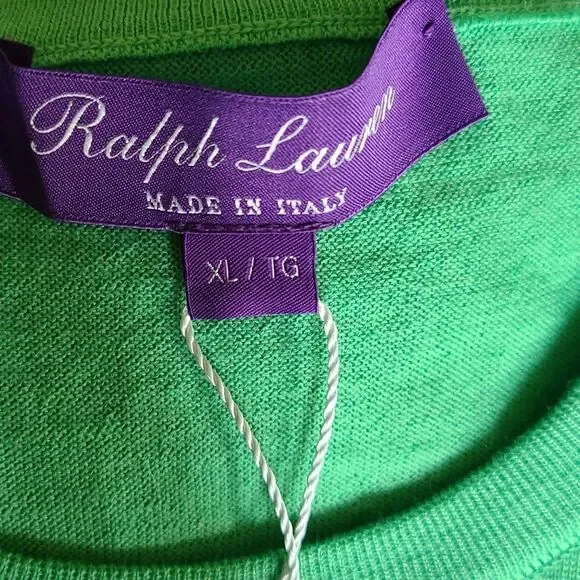 Ralph Lauren
MADE IN ITALY
XL / TG